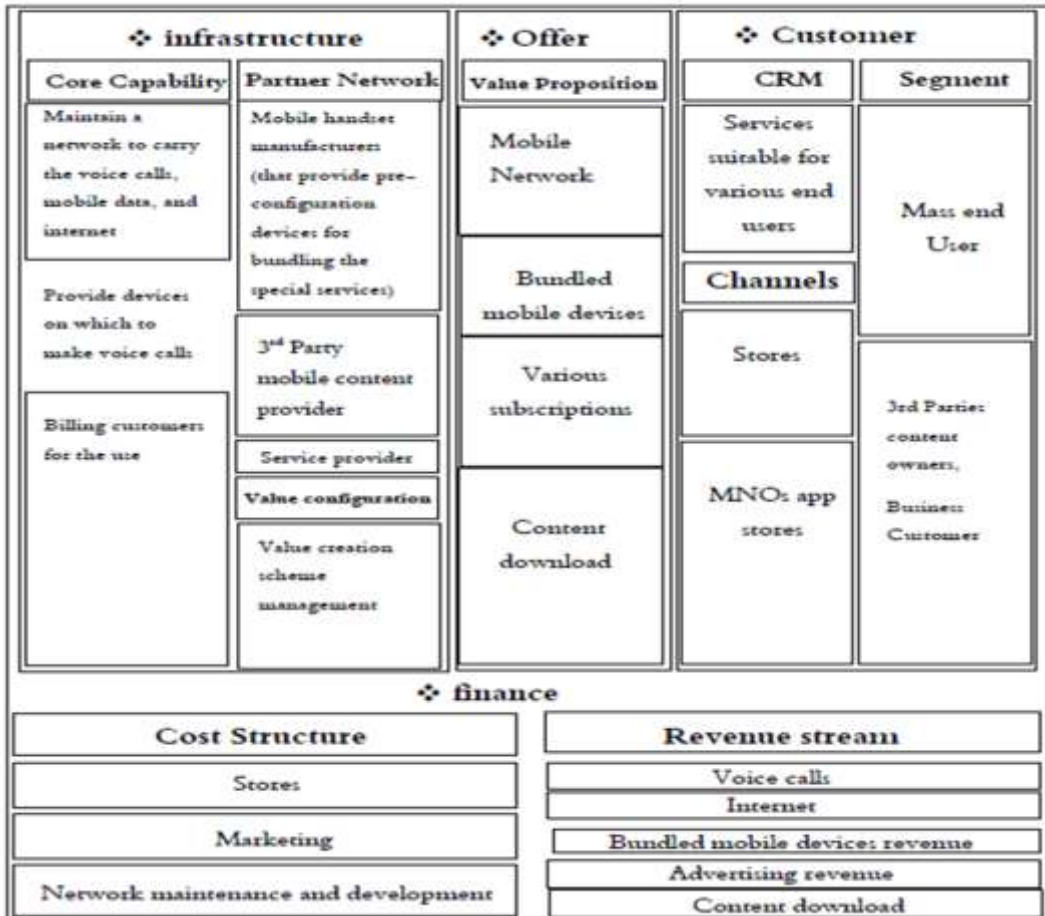 ❖ infrastructure
Core Capability
Maintain a
network to carry
the voice calls,
mobile data, and
internet
Provide devices
on which to
make voice calls
Billing customers
for the use
Partner Network
Mobile handset
manufacturers
(that provide pre-
configuration
devices for
bundling the
special services)
3rd Party
mobile content
provider
Service provider
Value configuration
Value creation
scheme
management
❖ Offer
Value Proposition
Mobile
Network
Bundled
mobile devises
Various
subscriptions
Content
download
❖ Customer
CRM
Services
suitable for
various end
users
Channels
Stores
MNOs app
stores
Segment
Mass end
User
3rd Parties
content
owners,
Business
Customer
❖ finance
Cost Structure
Stores
Marketing
Network maintenance and development
Revenue stream
Voice calls
Internet
Bundled mobile devices revenue
Advertising revenue
Content download